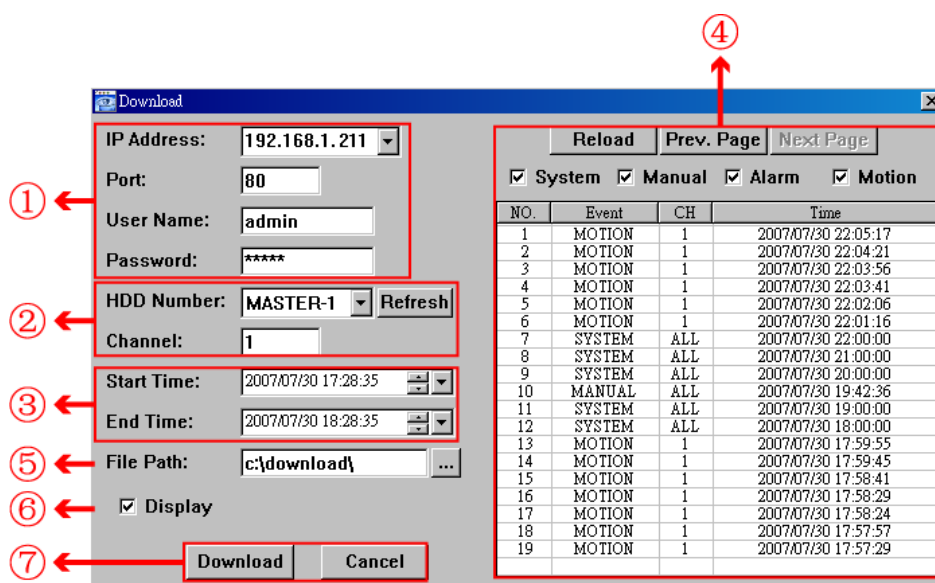 ④
Download
① IP Address: 192.168.1.211
Port: 80
User Name: admin
Password: *****
② HDD Number: MASTER-1 Refresh
Channel: 1
③ Start Time: 2007/07/30 17:28:35
End Time: 2007/07/30 18:28:35
⑤ File Path: c:\download\ ...
⑥ Display
⑦ Download Cancel
Reload Prev. Page Next Page
System Manual Alarm Motion
NO. Event CH Time
1 MOTION 1 2007/07/30 22:05:17
2 MOTION 1 2007/07/30 22:04:21
3 MOTION 1 2007/07/30 22:03:56
4 MOTION 1 2007/07/30 22:03:41
5 MOTION 1 2007/07/30 22:02:06
6 MOTION 1 2007/07/30 22:01:16
7 SYSTEM ALL 2007/07/30 22:00:00
8 SYSTEM ALL 2007/07/30 21:00:00
9 SYSTEM ALL 2007/07/30 20:00:00
10 MANUAL ALL 2007/07/30 19:42:36
11 SYSTEM ALL 2007/07/30 19:00:00
12 SYSTEM ALL 2007/07/30 18:00:00
13 MOTION 1 2007/07/30 17:59:55
14 MOTION 1 2007/07/30 17:59:45
15 MOTION 1 2007/07/30 17:58:41
16 MOTION 1 2007/07/30 17:58:29
17 MOTION 1 2007/07/30 17:58:24
18 MOTION 1 2007/07/30 17:57:57
19 MOTION 1 2007/07/30 17:57:29